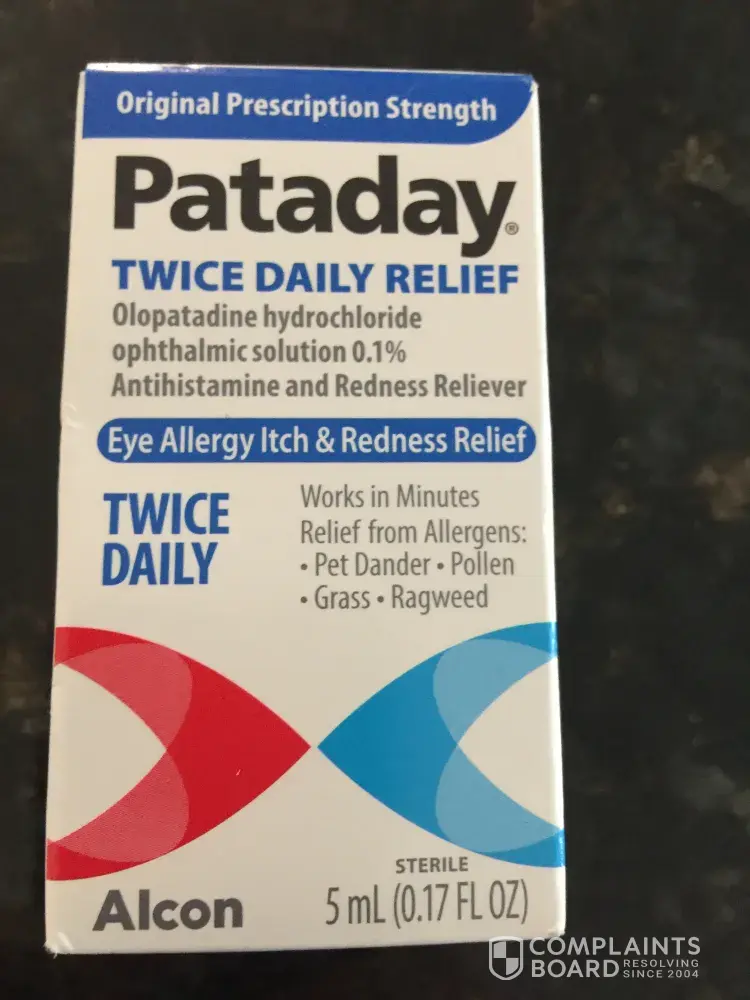 Original Prescription Strength
Pataday®
TWICE DAILY RELIEF
Olopatadine hydrochloride
ophthalmic solution 0.1%
Antihistamine and Redness Reliever
Eye Allergy Itch & Redness Relief
TWICE
DAILY
Works in Minutes
Relief from Allergens:
• Pet Dander • Pollen
• Grass • Ragweed
STERILE
Alcon
5 mL (0.17 FL OZ)
COMPLAINTS
BOARD
RESOLVING
SINCE 2004